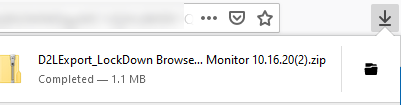 D2LExport_LockDown Browse... Monitor 10.16.20(2).zip
Completed — 1.1 MB